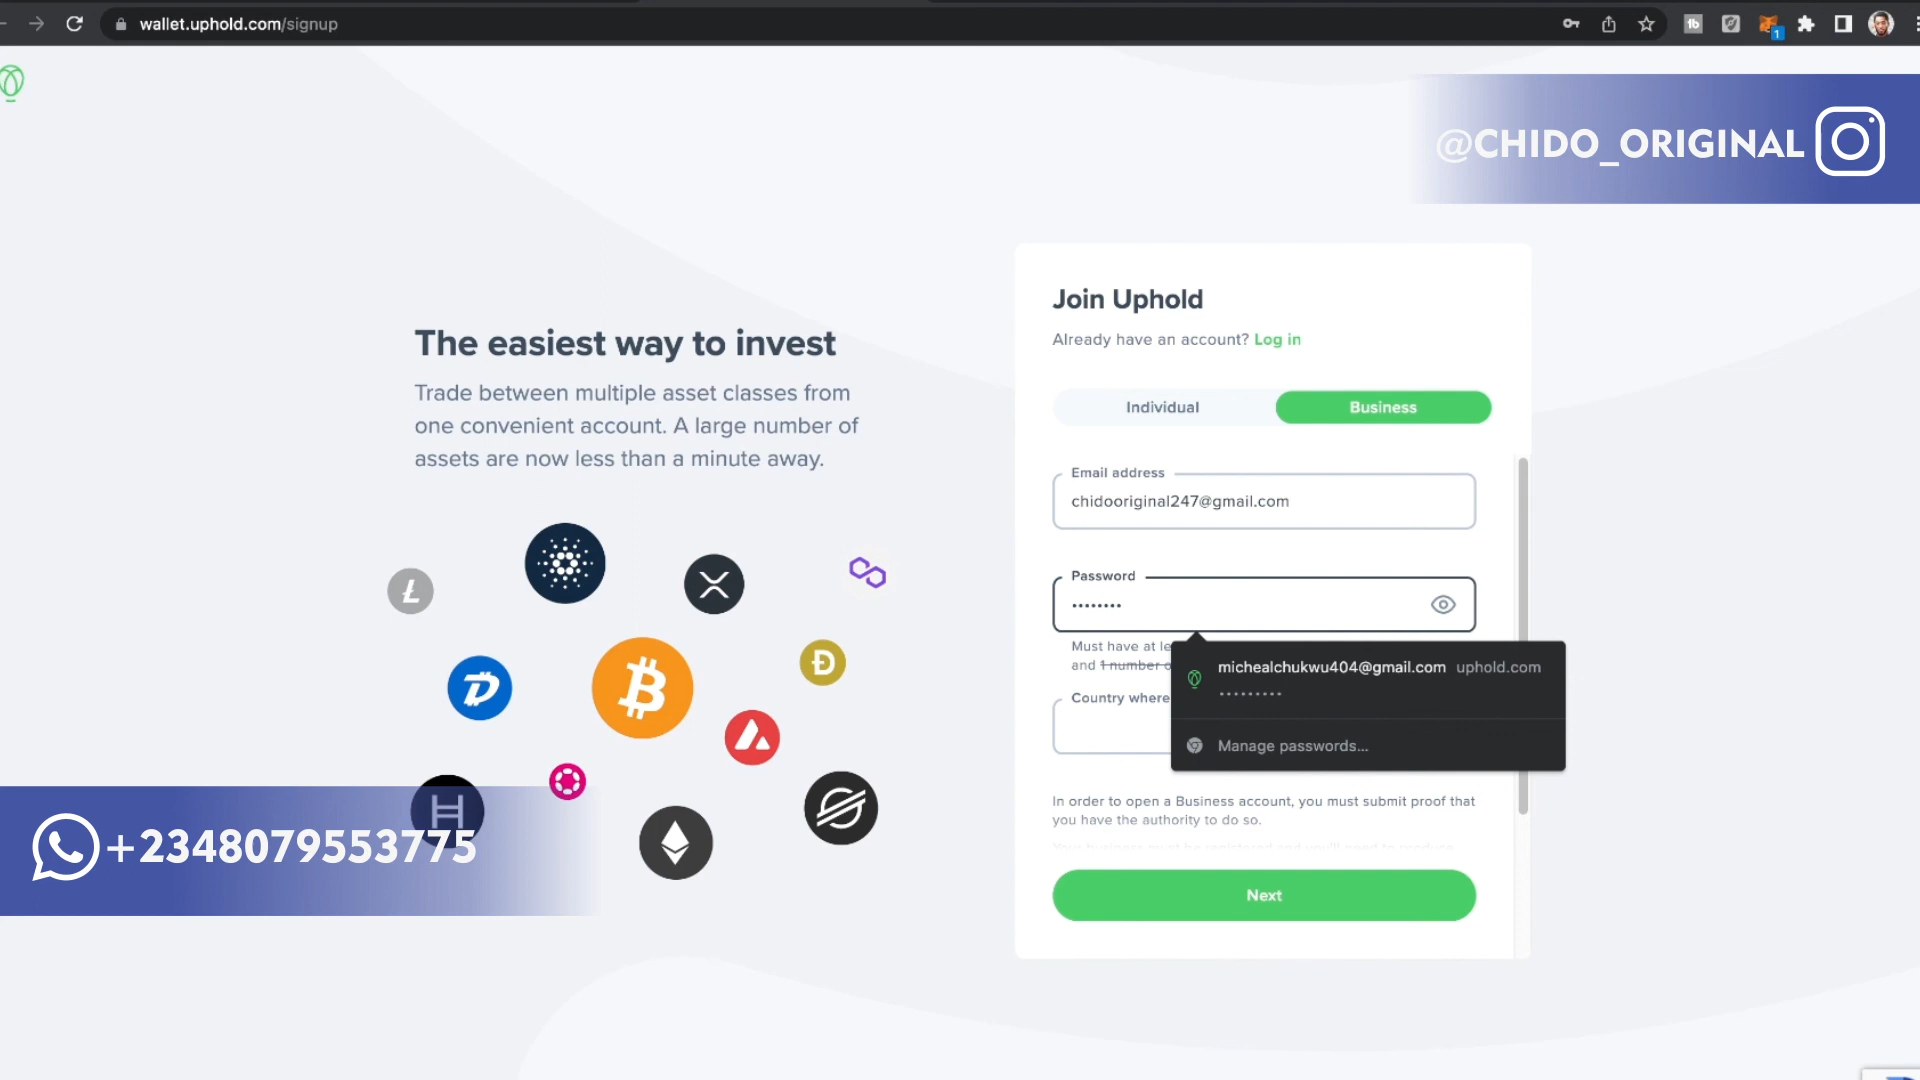 wallet.uphold.com/signup
1
@CHIDO_ORIGINAL
The easiest way to invest
Trade between multiple asset classes from
one convenient account. A large number of
assets are now less than a minute away.
+2348079553775
Join Uphold
Already have an account? Log in
Individual
Business
Email address
chidooriginal247@gmail.com
Password
••••••••
Must have at le
and 1 number o
michealchukwu404@gmail.com uphold.com
•••••••••
Manage passwords...
Country where
In order to open a Business account, you must submit proof that
you have the authority to do so.
Next